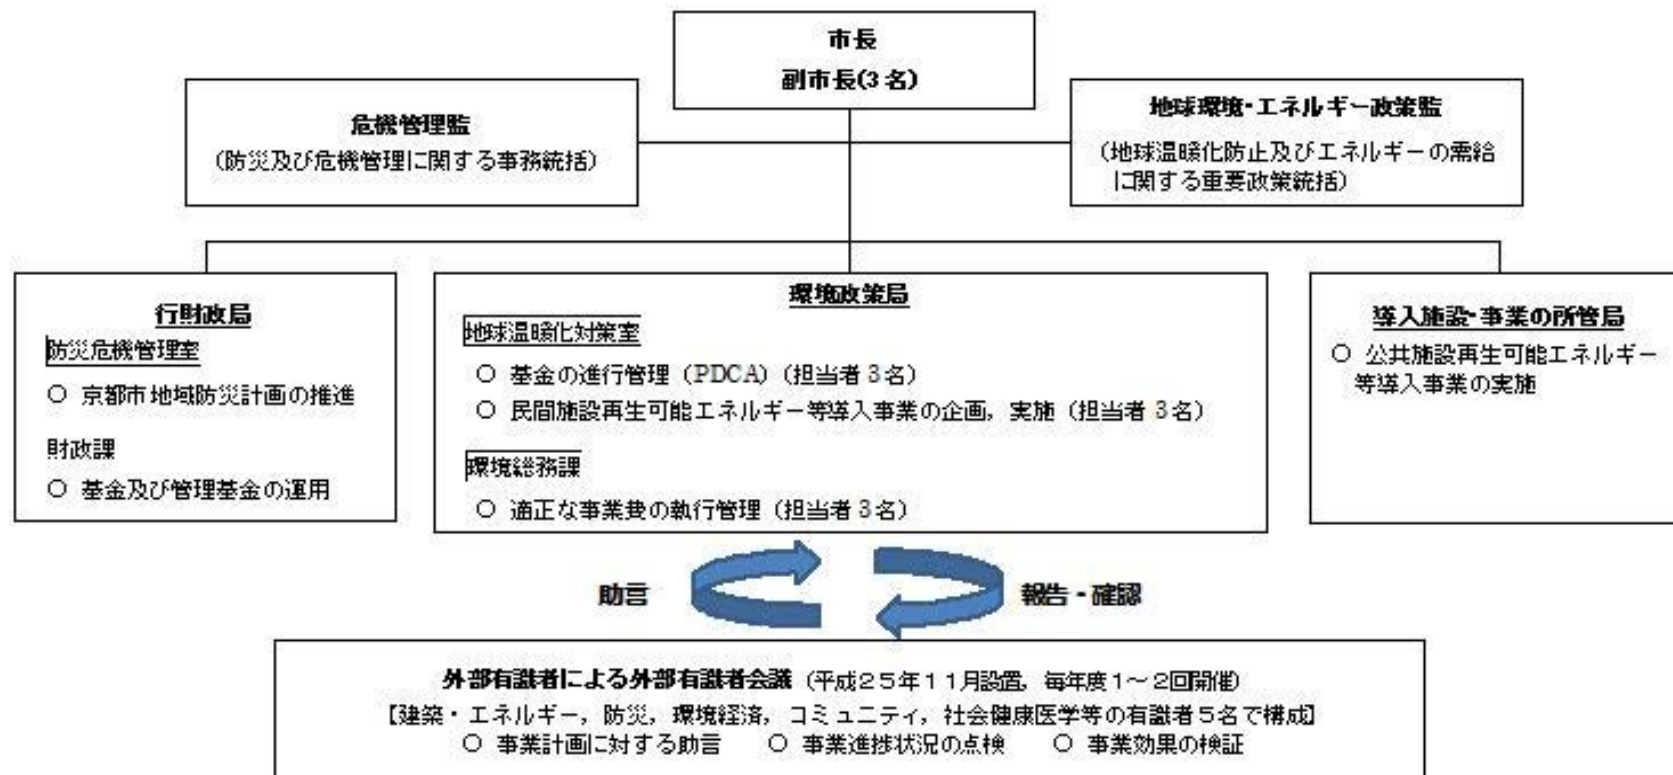 市長
副市長(3名)
危機管理監
(防災及び危機管理に関する事務統括)
地球環境・エネルギー政策監
(地球温暖化防止及びエネルギーの需給
に関する重要政策統括)
行財政局
防災危機管理室
○ 京都市地域防災計画の推進
財政課
○ 基金及び管理基金の運用
環境政策局
地球温暖化対策室
○ 基金の進行管理(PDCA)(担当者3名)
○ 民間施設再生可能エネルギー等導入事業の企画,実施(担当者3名)
環境総務課
○ 適正な事業費の執行管理(担当者3名)
導入施設・事業の所管局
○ 公共施設再生可能エネルギー
等導入事業の実施
助言
報告・確認
外部有識者による外部有識者会議(平成25年11月設置,毎年度1~2回開催)
【建築・エネルギー,防災,環境経済,コミュニティ,社会健康医学等の有識者5名で構成】
○ 事業計画に対する助言 ○ 事業進捗状況の点検 ○ 事業効果の検証